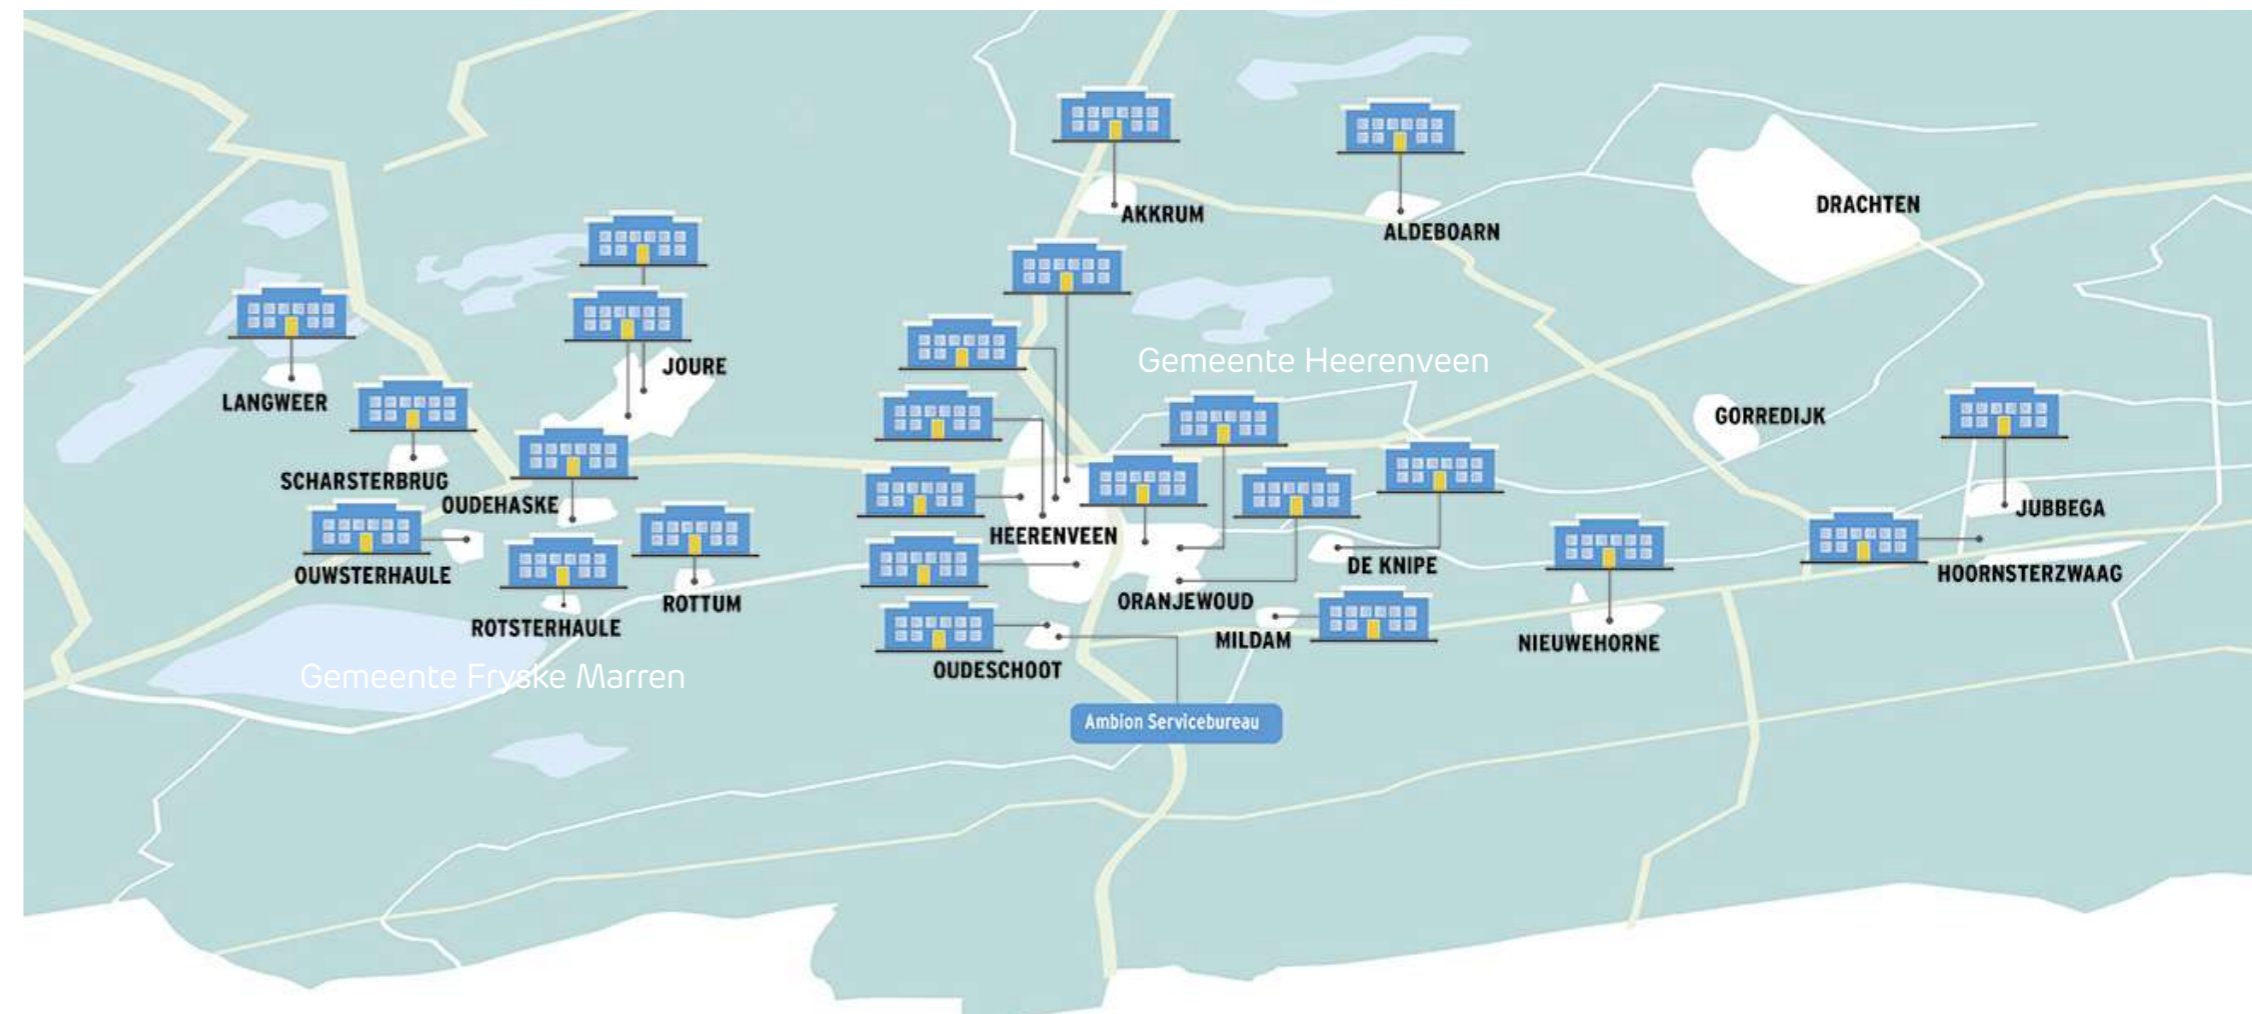 AKKRUM
DRACHTEN
ALDEBOARN
Gemeente Heerenveen
JOURE
LANGWEER
GORREDIJK
SCHARSTERBRUG
OUDEHASKE
JUBBEGA
HEERENVEEN
DE KNIPE
OUWSTERHAULE
HOORNSTERZWAAG
ROTTUM
ORANJEWOUD
ROTSTERHAULE
MILDAM
NIEUWEHORNE
OUDESCHOOT
Gemeente Fryske Marren
Ambion Servicebureau